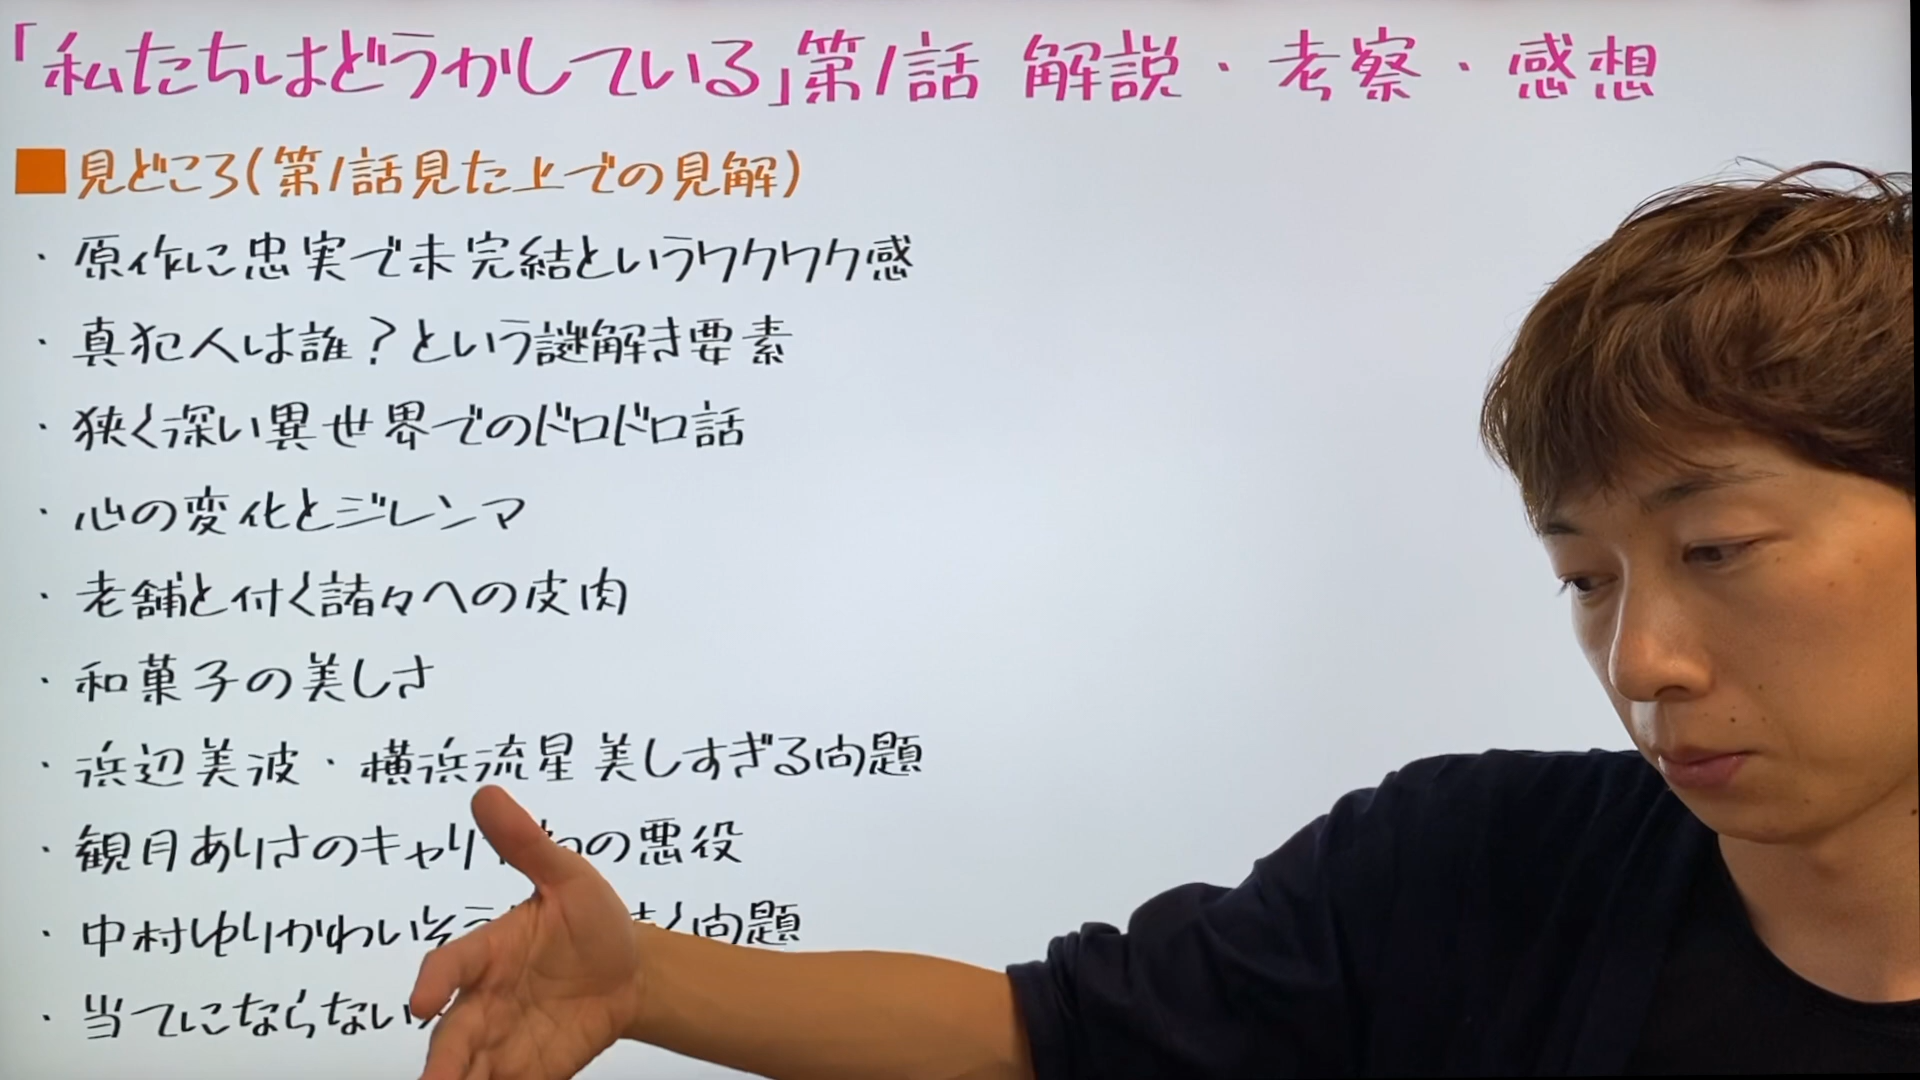 「私たちはどうかしている」第1話 解説・考察・感想
■見どころ(第1話見た上での見解)
・原作に忠実で未完結というワクワク感
・真犯人は誰?という謎解き要素
・狭く深い異世界でのドロドロ話
・心の変化とジレンマ
・老舗と付く諸々への皮肉
・和菓子の美しさ
・浜辺美波・横浜流星美しすぎる問題
・観月ありさのキャリ の悪役
・中村ゆりかわいそう 問題
・当てにならない